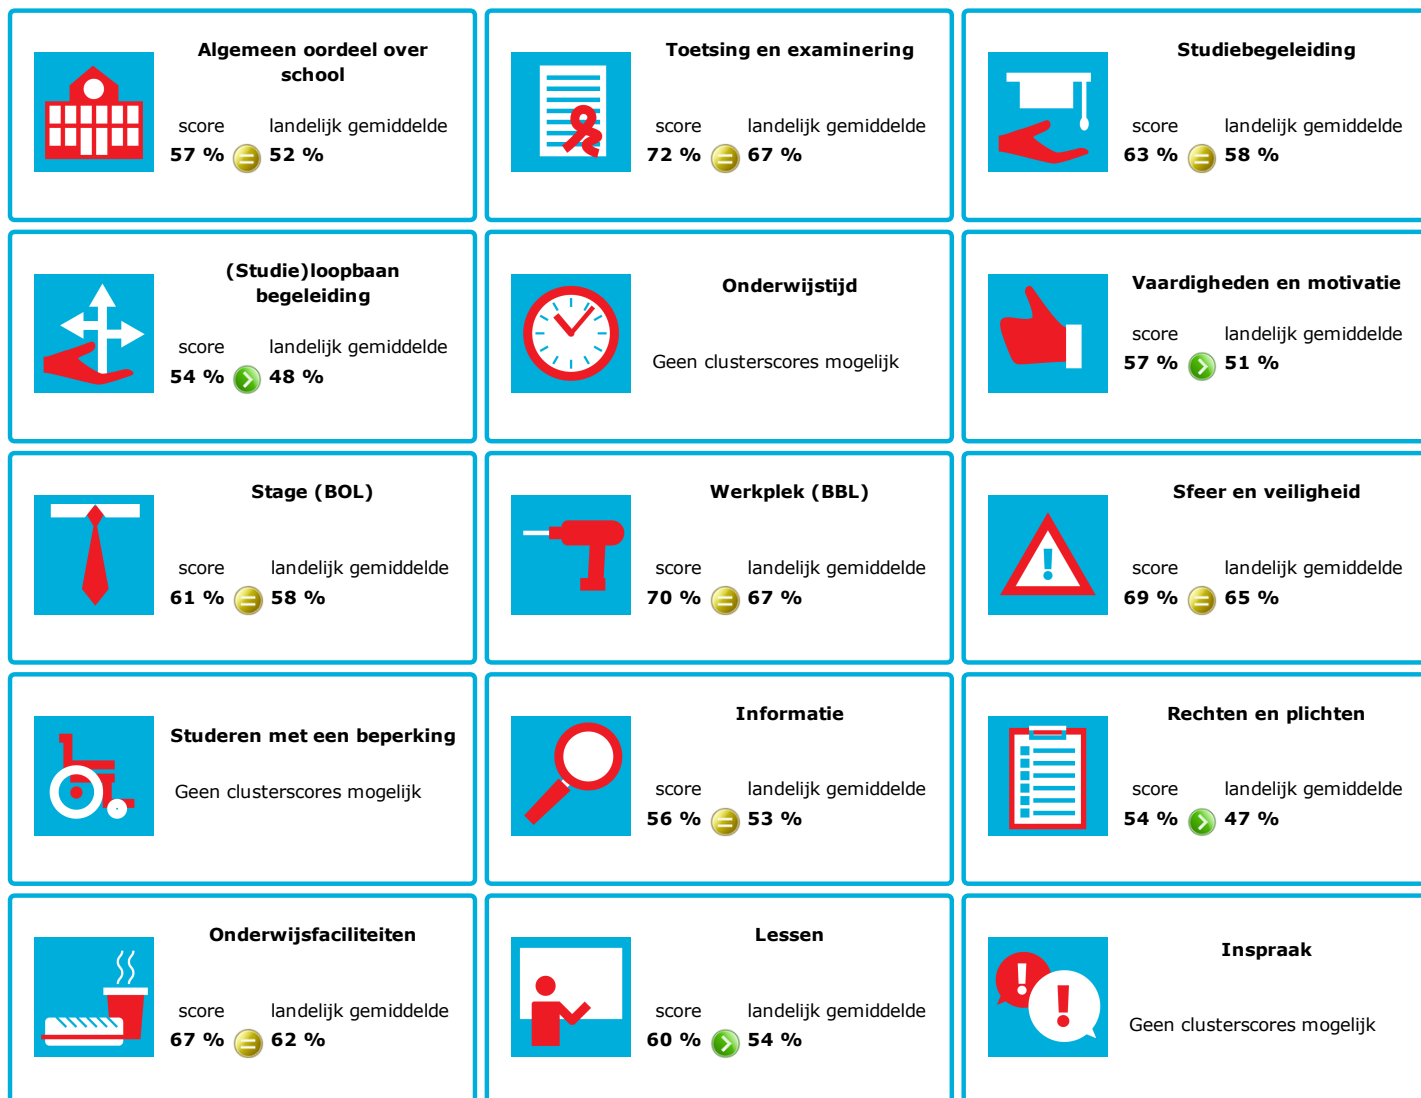 Algemeen oordeel over
school
score landelijk gemiddelde
57 % = 52 %
Toetsing en examinering
score landelijk gemiddelde
72 % = 67 %
Studiebegeleiding
score landelijk gemiddelde
63 % = 58 %
(Studie)loopbaan
begeleiding
score landelijk gemiddelde
54 % > 48 %
Onderwijstijd
Geen clusterscores mogelijk
Vaardigheden en motivatie
score landelijk gemiddelde
57 % > 51 %
Stage (BOL)
score landelijk gemiddelde
61 % = 58 %
Werkplek (BBL)
score landelijk gemiddelde
70 % = 67 %
Sfeer en veiligheid
score landelijk gemiddelde
69 % = 65 %
Studeren met een beperking
Geen clusterscores mogelijk
Informatie
score landelijk gemiddelde
56 % = 53 %
Rechten en plichten
score landelijk gemiddelde
54 % > 47 %
Onderwijsfaciliteiten
score landelijk gemiddelde
67 % = 62 %
Lessen
score landelijk gemiddelde
60 % > 54 %
Inspraak
Geen clusterscores mogelijk